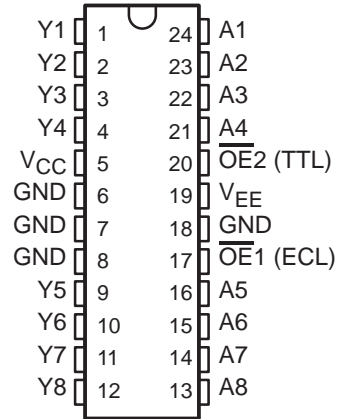 Y1 1 24 A1
Y2 2 23 A2
Y3 3 22 A3
Y4 4 21 A4
VCC 5 20 O̅E̅2 (TTL)
GND 6 19 VEE
GND 7 18 GND
GND 8 17 O̅E̅1 (ECL)
Y5 9 16 A5
Y6 10 15 A6
Y7 11 14 A7
Y8 12 13 A8